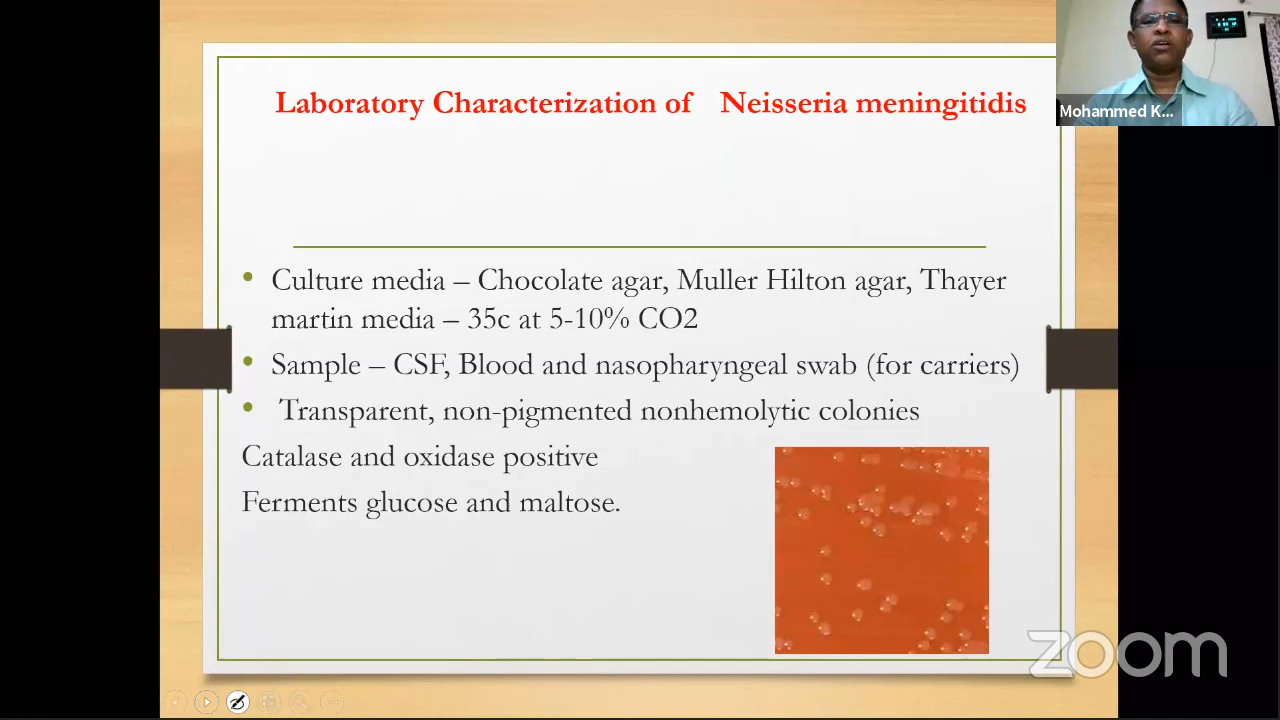 Laboratory Characterization of Neisseria meningitidis
Mohammed K...
• Culture media – Chocolate agar, Muller Hilton agar, Thayer
martin media – 35c at 5-10% CO2
• Sample – CSF, Blood and nasopharyngeal swab (for carriers)
• Transparent, non-pigmented nonhemolytic colonies
Catalase and oxidase positive
Ferments glucose and maltose.
zoom